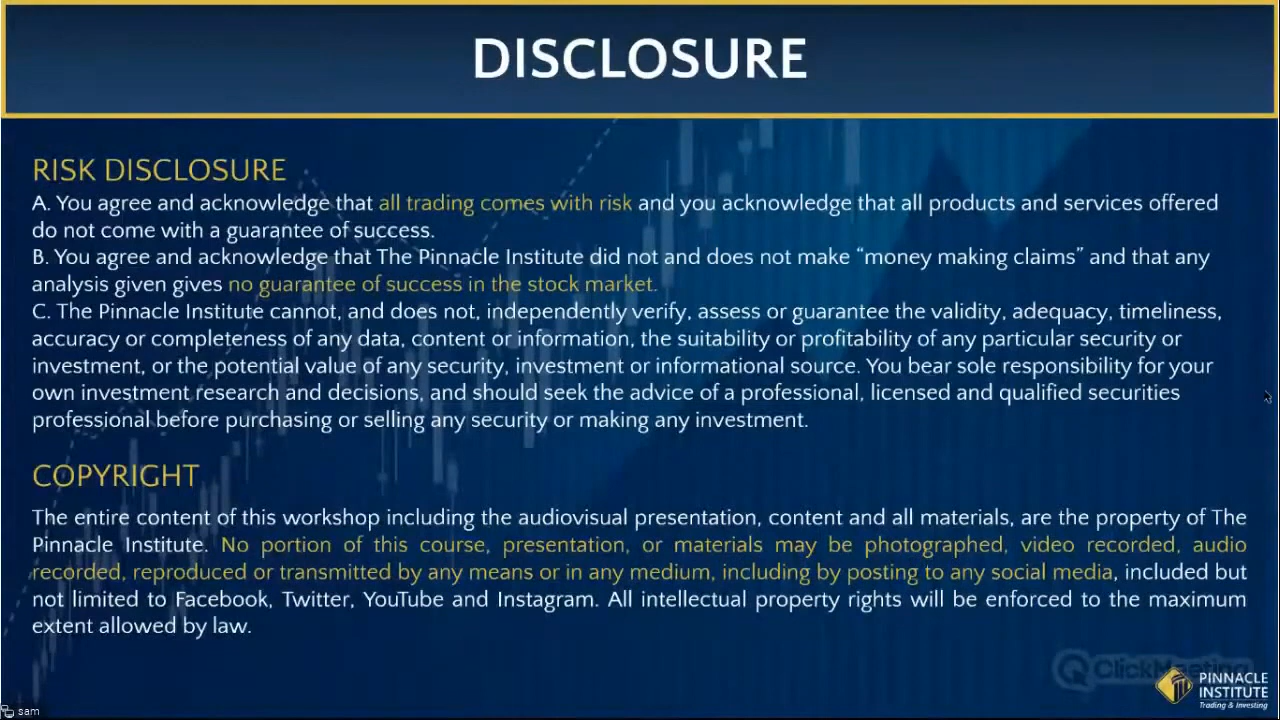 DISCLOSURE
RISK DISCLOSURE
A. You agree and acknowledge that all trading comes with risk and you acknowledge that all products and services offered
do not come with a guarantee of success.
B. You agree and acknowledge that The Pinnacle Institute did not and does not make “money making claims” and that any
analysis given gives no guarantee of success in the stock market.
C. The Pinnacle Institute cannot, and does not, independently verify, assess or guarantee the validity, adequacy, timeliness,
accuracy or completeness of any data, content or information, the suitability or profitability of any particular security or
investment, or the potential value of any security, investment or informational source. You bear sole responsibility for your
own investment research and decisions, and should seek the advice of a professional, licensed and qualified securities
professional before purchasing or selling any security or making any investment.
COPYRIGHT
The entire content of this workshop including the audiovisual presentation, content and all materials, are the property of The
Pinnacle Institute. No portion of this course, presentation, or materials may be photographed, video recorded, audio
recorded, reproduced or transmitted by any means or in any medium, including by posting to any social media, included but
not limited to Facebook, Twitter, YouTube and Instagram. All intellectual property rights will be enforced to the maximum
extent allowed by law.
ClickMeeting
PINNACLE
INSTITUTE
Trading & Investing
sam